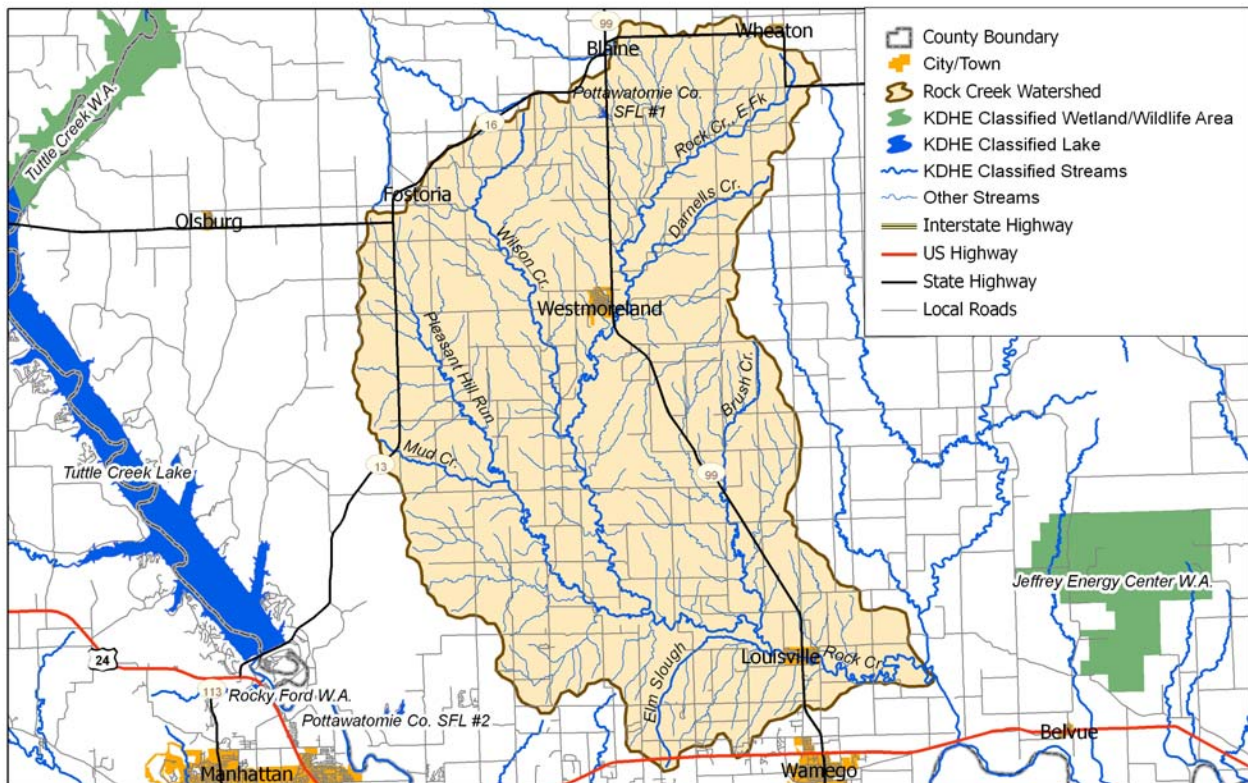 99
Blaine
Wheaton
Tuttle Creek W.A.
Pottawatomie Co.
SFL #1
16
Rock Cr., E.Fk
Fostoria
Darnells Cr.
Olsburg
Wilson Cr.
Westmoreland
Pleasant Hill Run
Brush Cr.
Mud Cr.
13
Tuttle Creek Lake
99
Jeffrey Energy Center W.A.
24
Louisville
Rock Cr.
Elm Slough
113
Rocky Ford W.A.
Pottawatomie Co. SFL #2
Belvue
Manhattan
Wamego
County Boundary
City/Town
Rock Creek Watershed
KDHE Classified Wetland/Wildlife Area
KDHE Classified Lake
KDHE Classified Streams
Other Streams
Interstate Highway
US Highway
State Highway
Local Roads